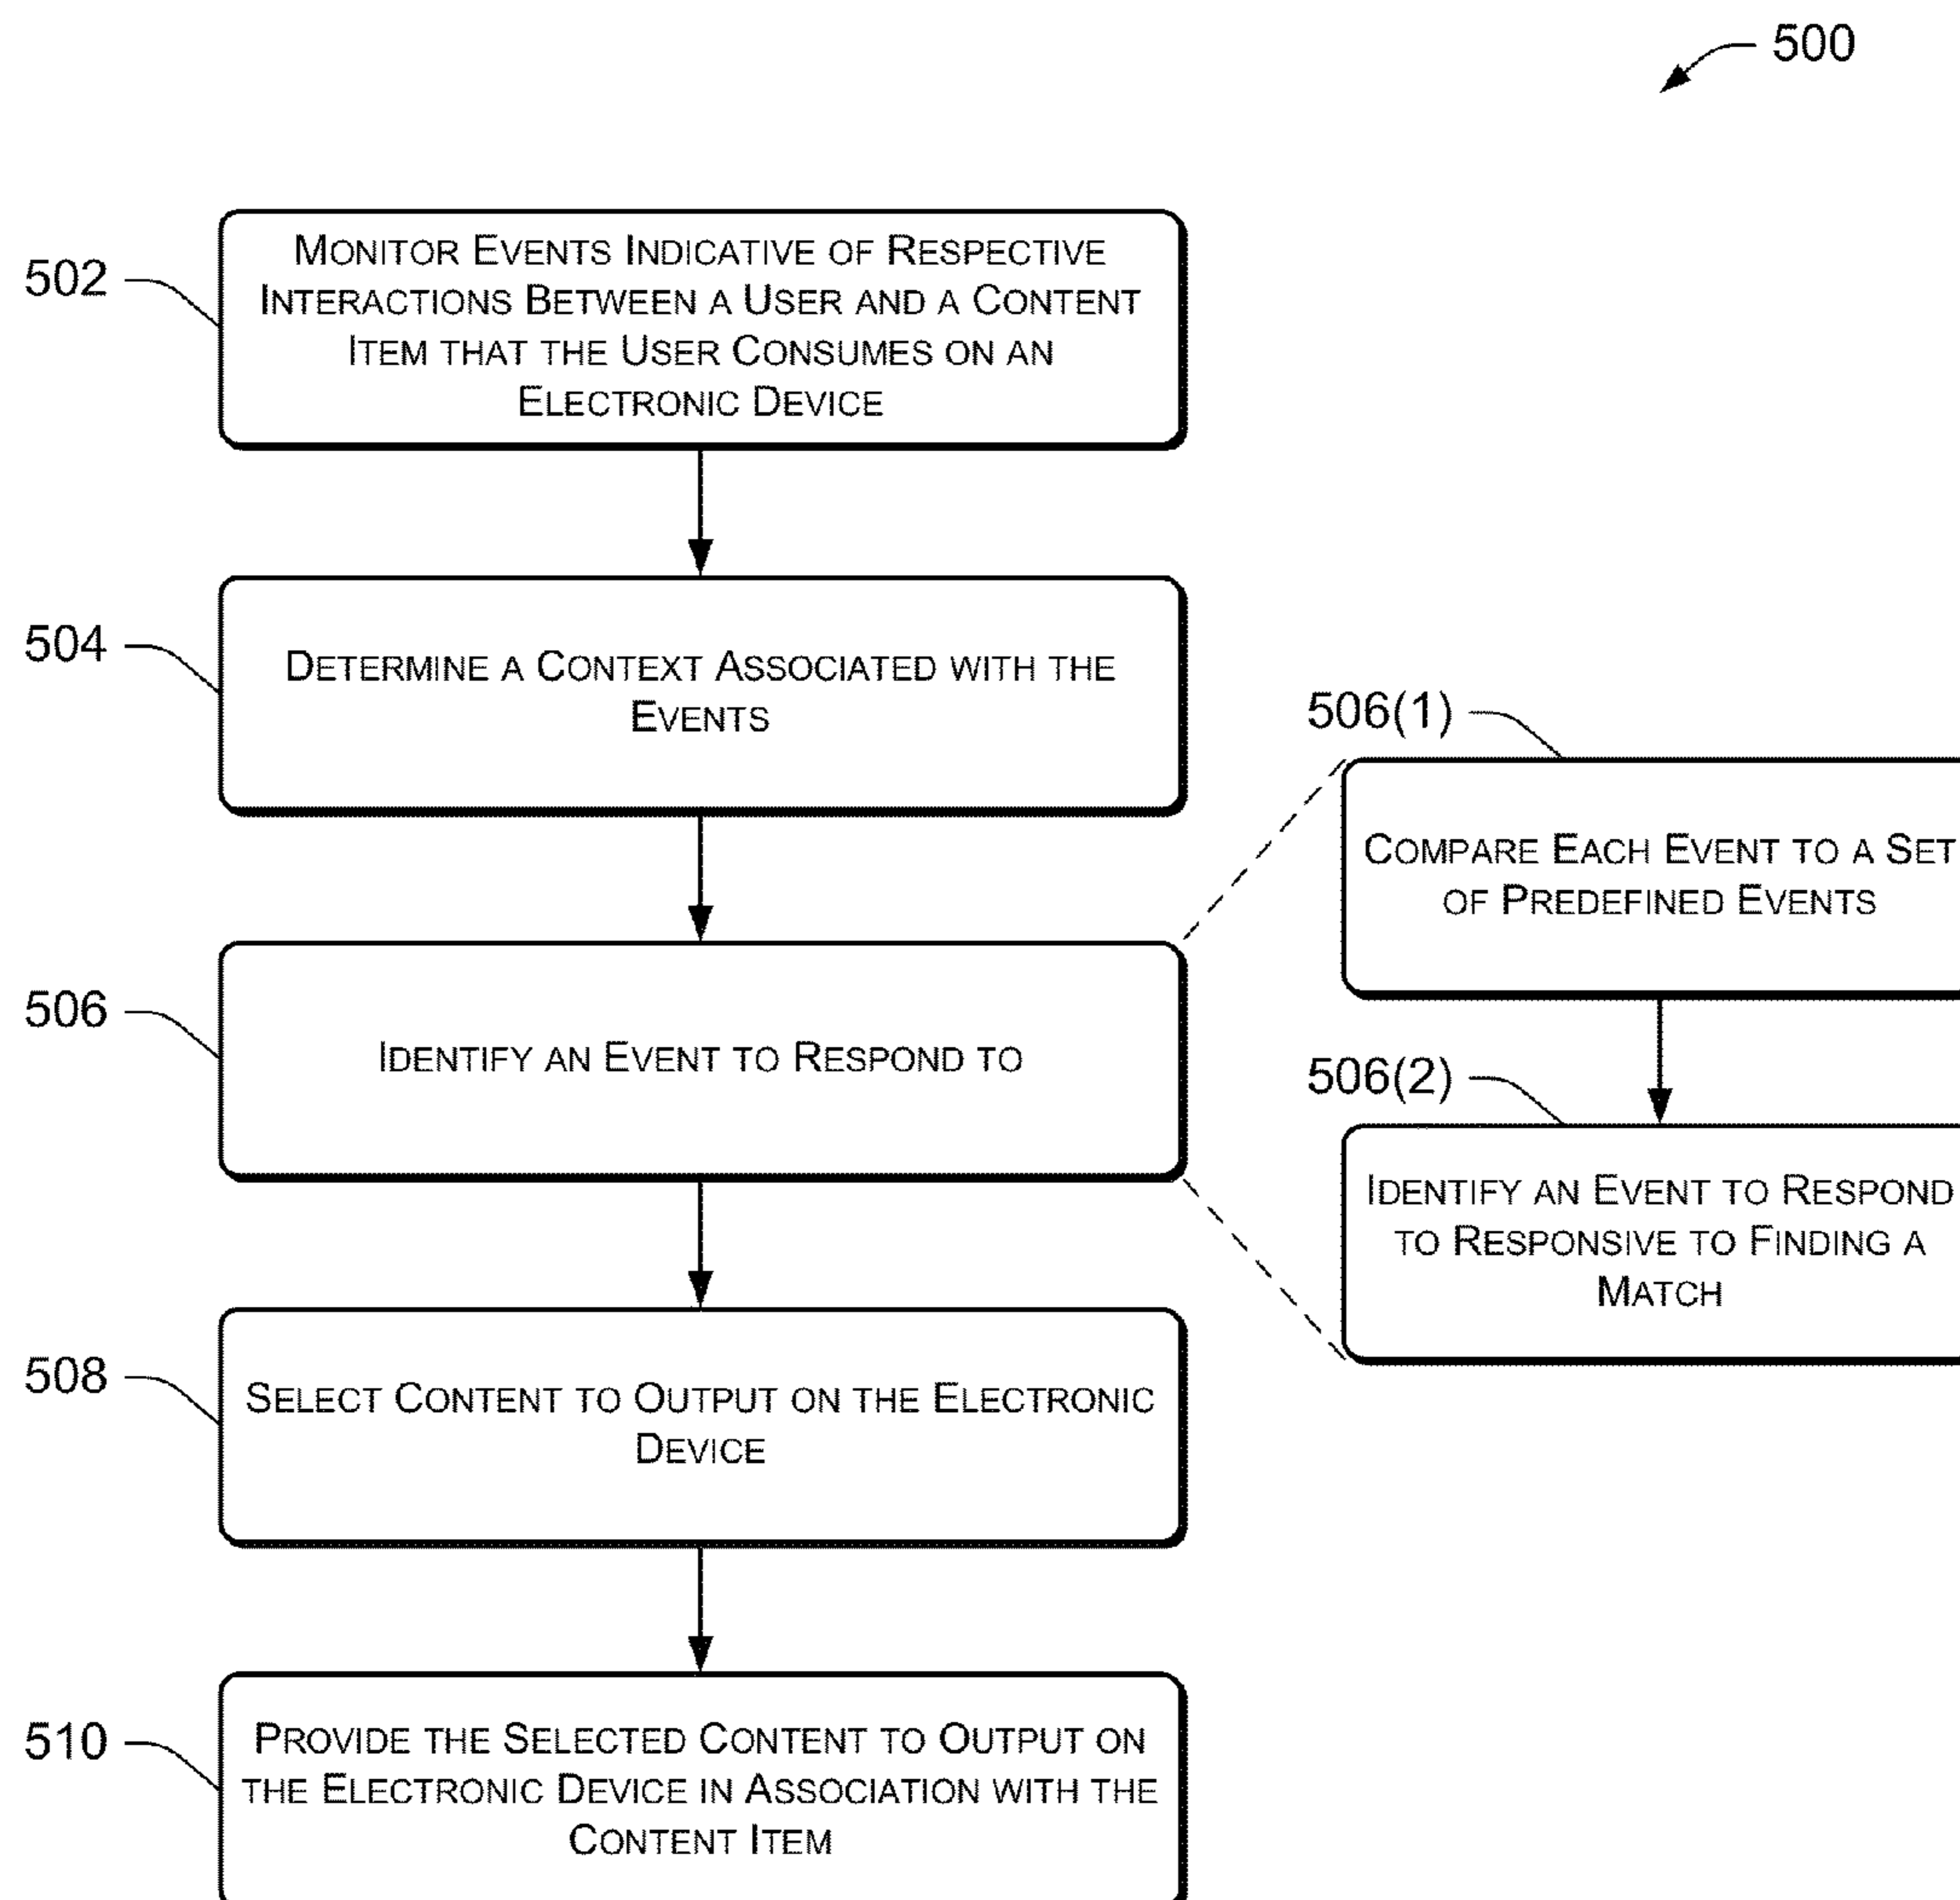 500
502
MONITOR EVENTS INDICATIVE OF RESPECTIVE
INTERACTIONS BETWEEN A USER AND A CONTENT
ITEM THAT THE USER CONSUMES ON AN
ELECTRONIC DEVICE
504
DETERMINE A CONTEXT ASSOCIATED WITH THE
EVENTS
506
IDENTIFY AN EVENT TO RESPOND TO
506(1)
COMPARE EACH EVENT TO A SET
OF PREDEFINED EVENTS
506(2)
IDENTIFY AN EVENT TO RESPOND
TO RESPONSIVE TO FINDING A
MATCH
508
SELECT CONTENT TO OUTPUT ON THE ELECTRONIC
DEVICE
510
PROVIDE THE SELECTED CONTENT TO OUTPUT ON
THE ELECTRONIC DEVICE IN ASSOCIATION WITH THE
CONTENT ITEM